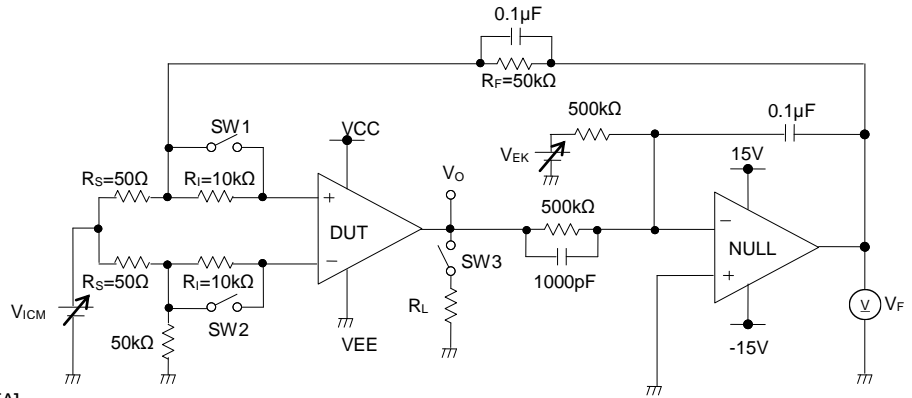 0.1μF
RF=50kΩ
500kΩ
0.1μF
SW1
VCC
VEK
15V
RS=50Ω
RI=10kΩ
VO
500kΩ
+
DUT
−
−
NULL
+
SW3
RS=50Ω
RI=10kΩ
1000pF
VICM
SW2
RL
V
VF
50kΩ
VEE
-15V